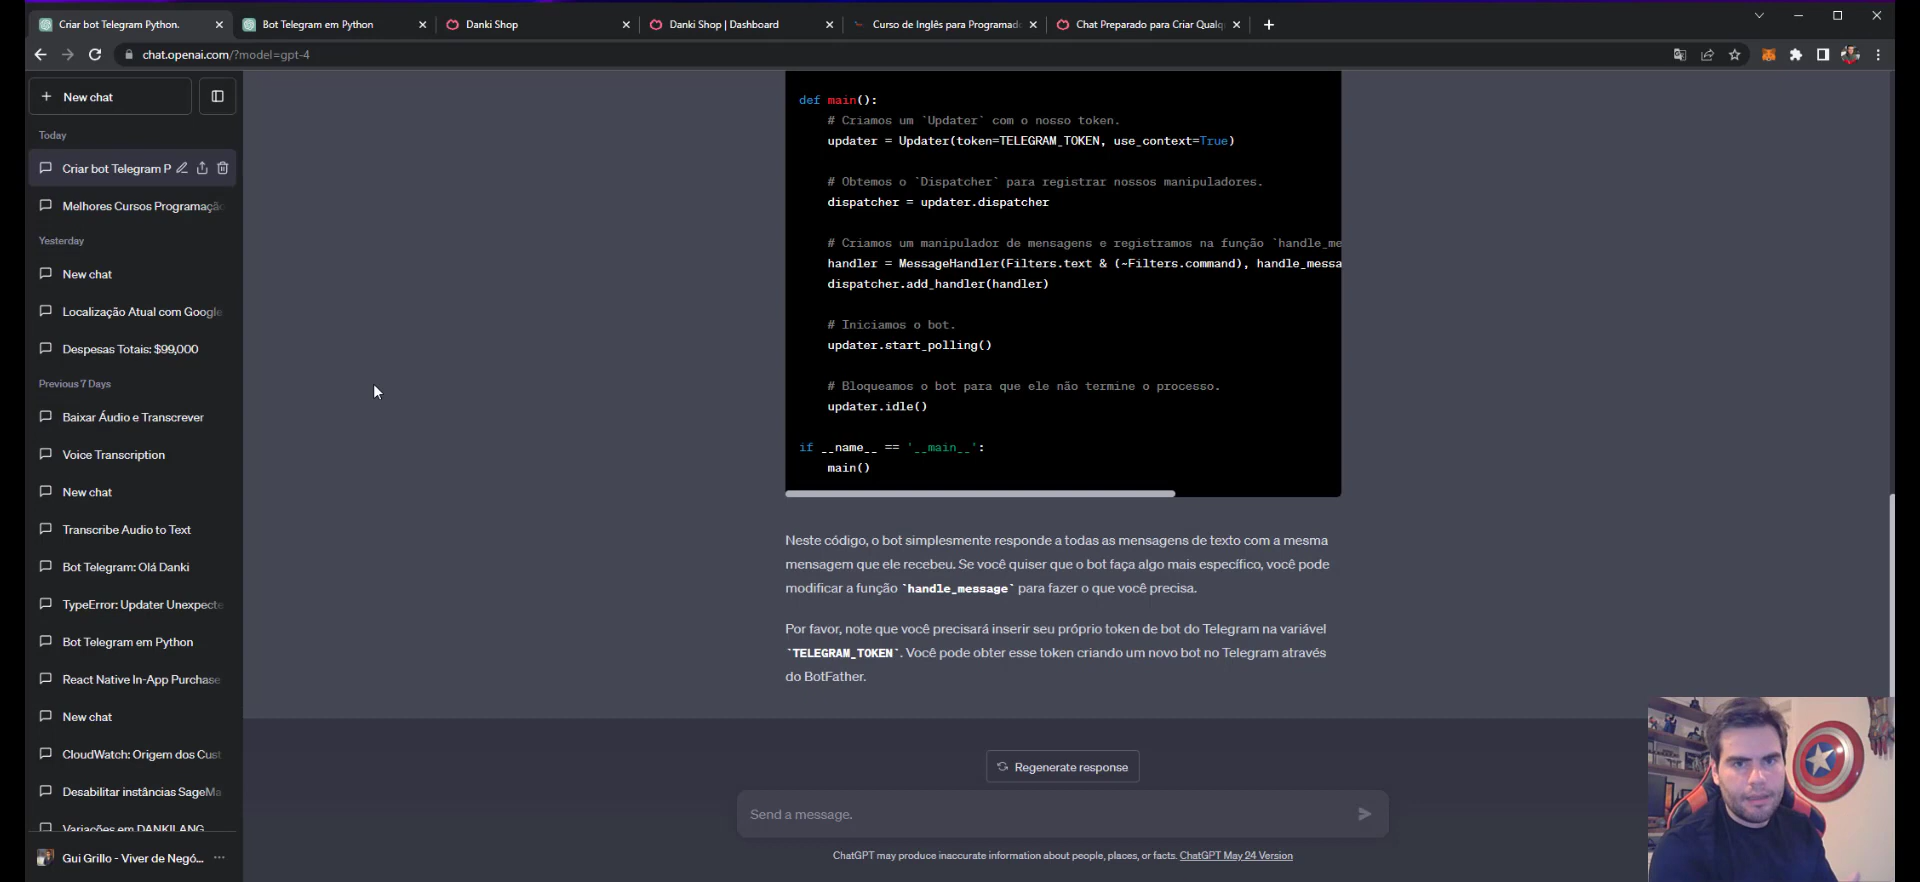 Criar bot Telegram Python.
Bot Telegram em Python
Danki Shop
Danki Shop | Dashboard
Curso de Inglês para Programad
Chat Preparado para Criar Qualq
chat.openai.com/?model=gpt-4
New chat
Today
Criar bot Telegram P
Melhores Cursos Programaçã
Yesterday
New chat
Localização Atual com Google
Despesas Totais: $99,000
Previous 7 Days
Baixar Áudio e Transcrever
Voice Transcription
New chat
Transcribe Audio to Text
Bot Telegram: Olá Danki
TypeError: Updater Unexpecte
Bot Telegram em Python
React Native In-App Purchase
New chat
CloudWatch: Origem dos Cust
Desabilitar instâncias SageMa
Variações em DANKILANG
Gui Grillo - Viver de Negó...
def main():
# Criamos um `Updater` com o nosso token.
updater = Updater(token=TELEGRAM_TOKEN, use_context=True)
# Obtemos o `Dispatcher` para registrar nossos manipuladores.
dispatcher = updater.dispatcher
# Criamos um manipulador de mensagens e registramos na função `handle_me
handler = MessageHandler(Filters.text & (~Filters.command), handle_messa
dispatcher.add_handler(handler)
# Iniciamos o bot.
updater.start_polling()
# Bloqueamos o bot para que ele não termine o processo.
updater.idle()
if __name__ == '__main__':
main()
Neste código, o bot simplesmente responde a todas as mensagens de texto com a mesma
mensagem que ele recebeu. Se você quiser que o bot faça algo mais específico, você pode
modificar a função `handle_message` para fazer o que você precisa.
Por favor, note que você precisará inserir seu próprio token de bot do Telegram na variável
`TELEGRAM_TOKEN`. Você pode obter esse token criando um novo bot no Telegram através
do BotFather.
Regenerate response
Send a message.
ChatGPT may produce inaccurate information about people, places, or facts. ChatGPT May 24 Version